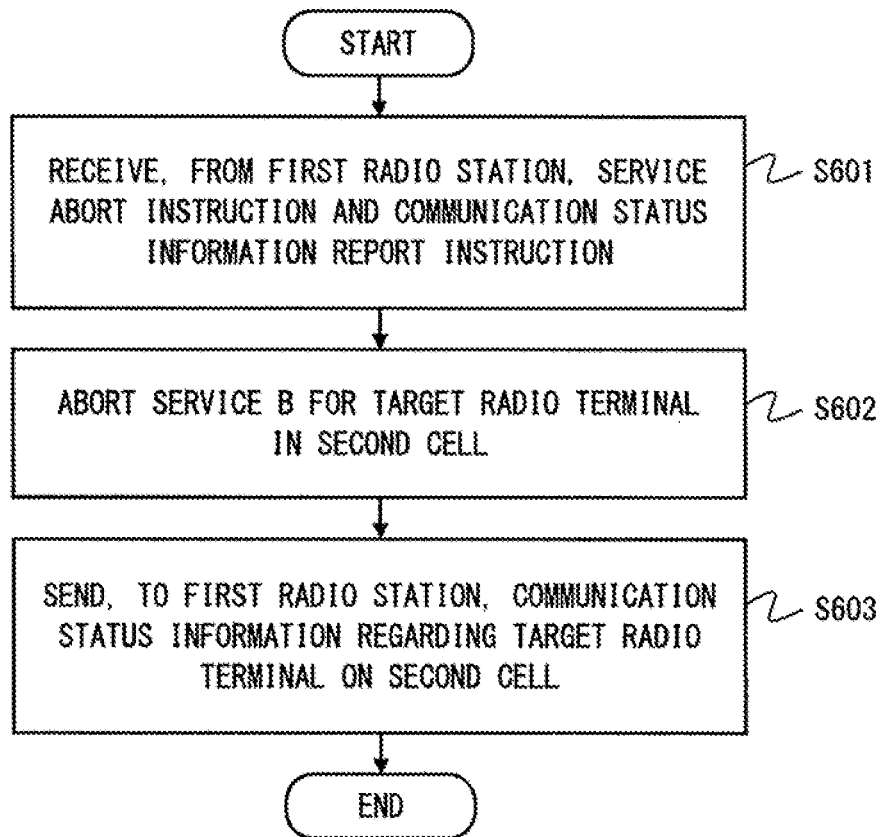 START
RECEIVE, FROM FIRST RADIO STATION, SERVICE
ABORT INSTRUCTION AND COMMUNICATION STATUS
INFORMATION REPORT INSTRUCTION
S601
ABORT SERVICE B FOR TARGET RADIO TERMINAL
IN SECOND CELL
S602
SEND, TO FIRST RADIO STATION, COMMUNICATION
STATUS INFORMATION REGARDING TARGET RADIO
TERMINAL ON SECOND CELL
S603
END